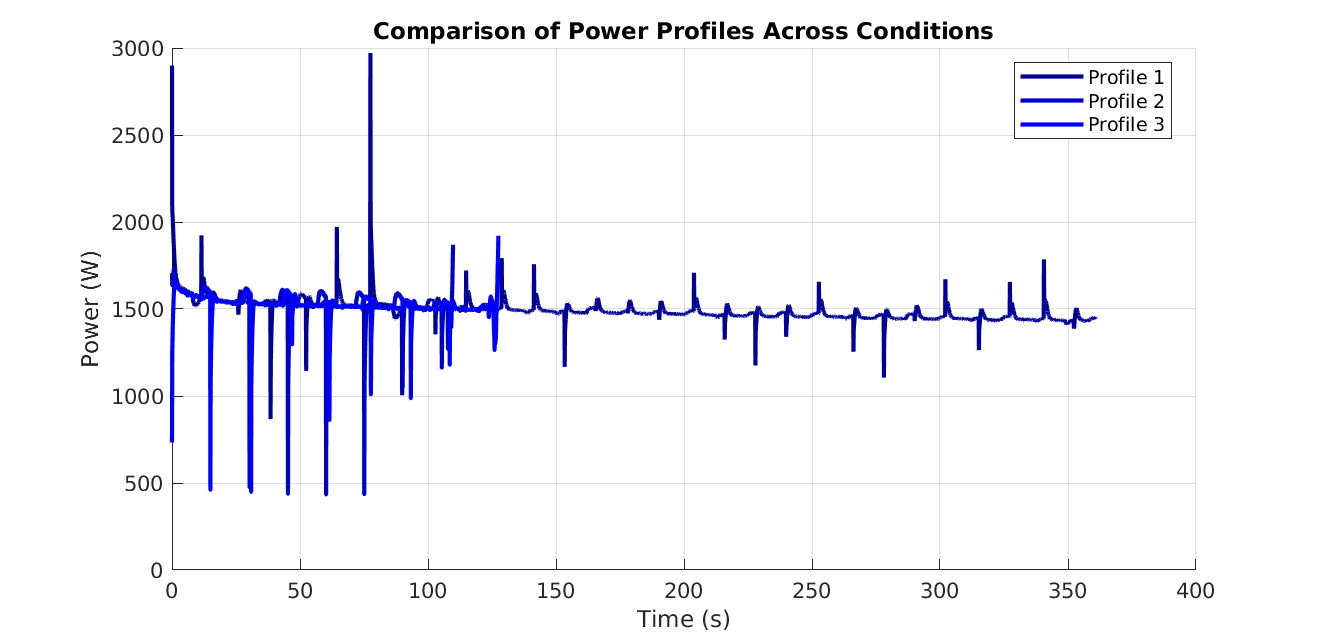 Comparison of Power Profiles Across Conditions
3000
2500
2000
1500
1000
500
0
Power (W)
Profile 1
Profile 2
Profile 3
0 50 100 150 200 250 300 350 400
Time (s)